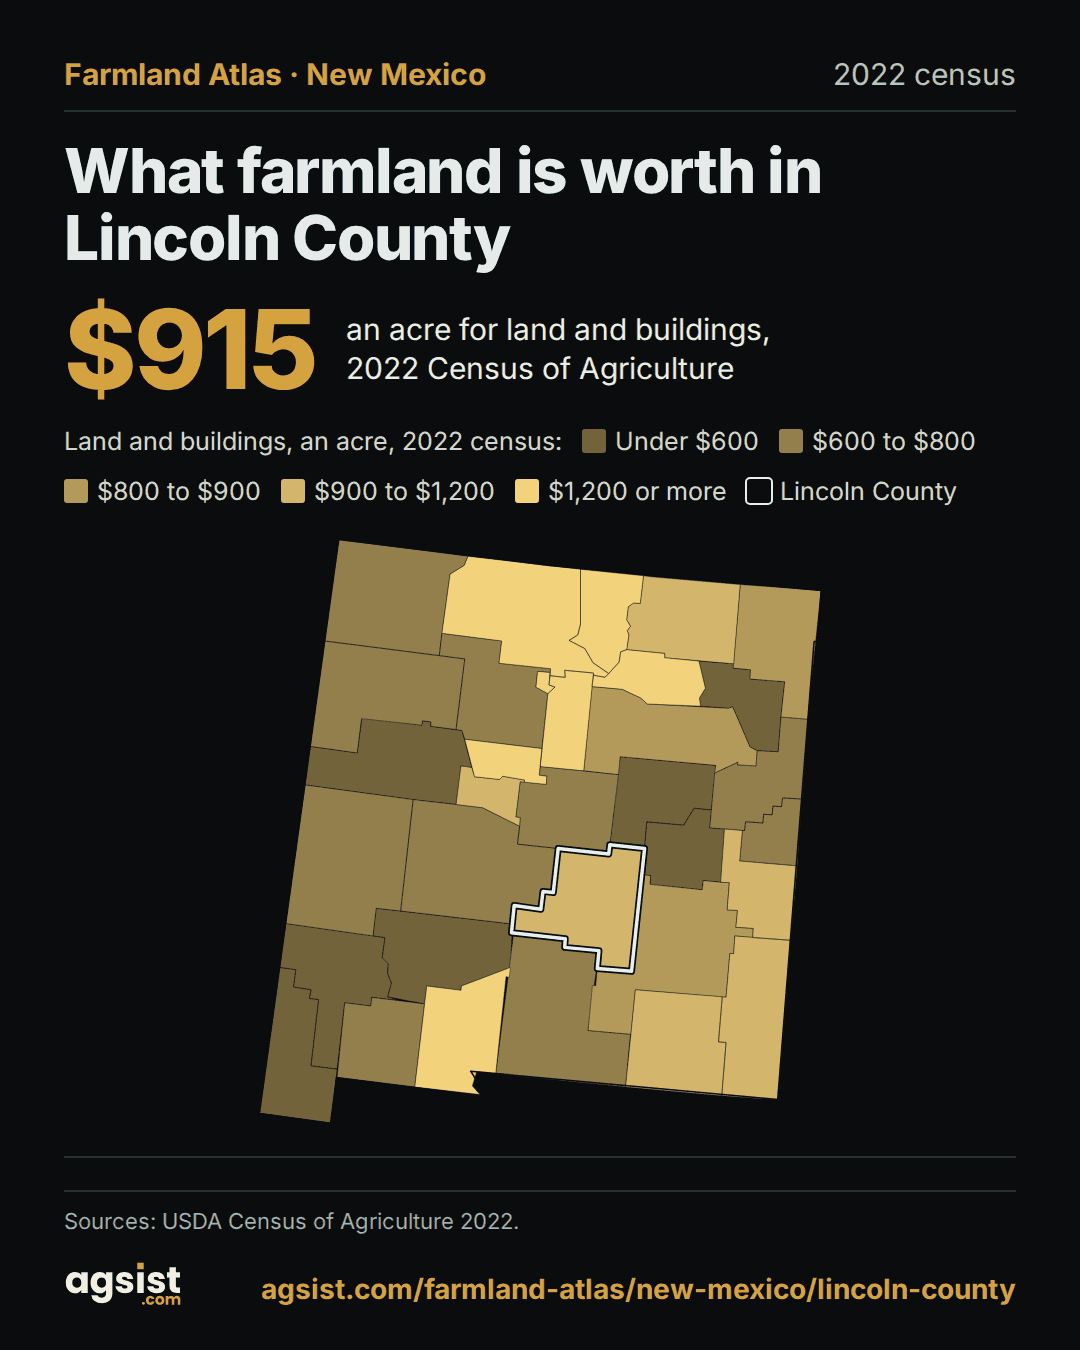 Farmland Atlas · New Mexico
2022 census
What farmland is worth in
Lincoln County
$915
an acre for land and buildings,
2022 Census of Agriculture
Land and buildings, an acre, 2022 census: Under $600 $600 to $800
$800 to $900 $900 to $1,200 $1,200 or more Lincoln County
Sources: USDA Census of Agriculture 2022.
agsist
.com
agsist.com/farmland-atlas/new-mexico/lincoln-county